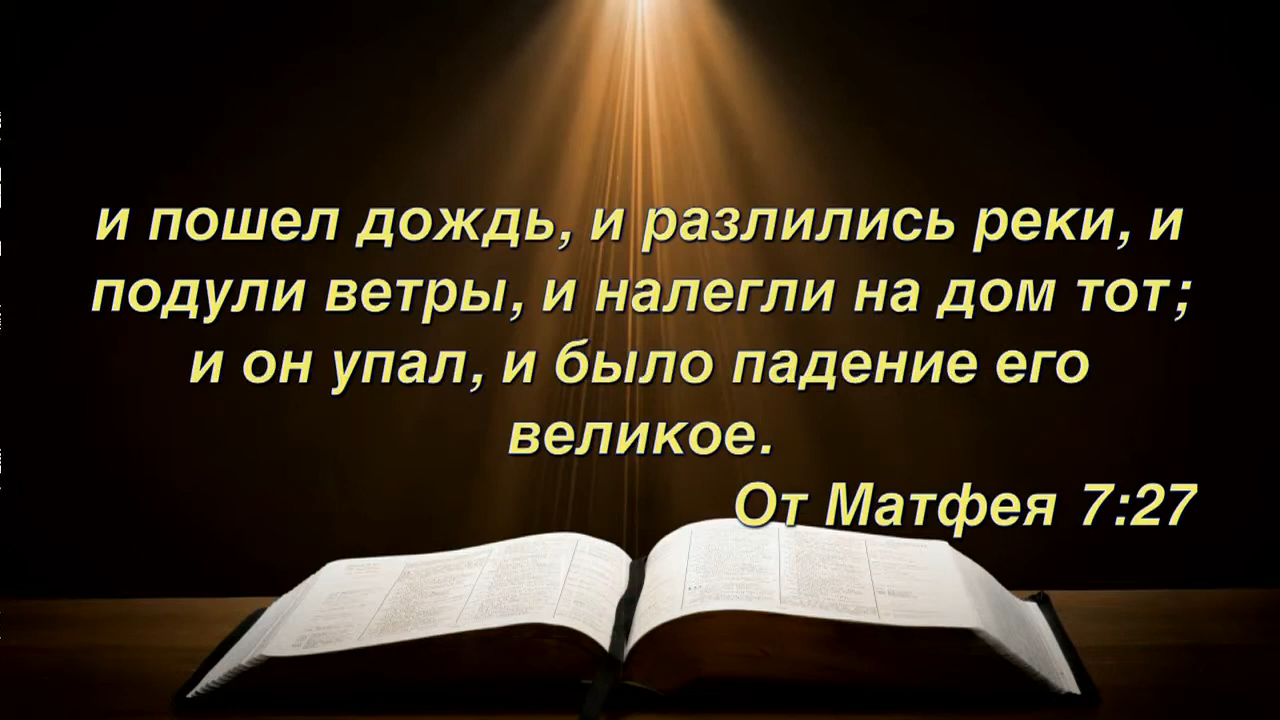 и пошел дождь, и разлились реки, и
подули ветры, и налегли на дом тот;
и он упал, и было падение его
великое.
От Матфея 7:27